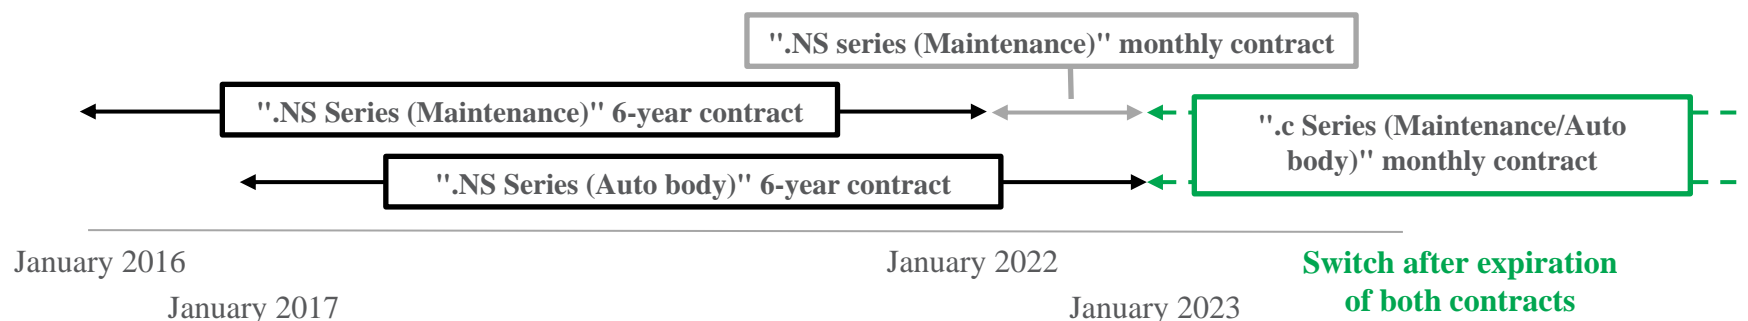 ".NS series (Maintenance)" monthly contract
".NS Series (Maintenance)" 6-year contract
".c Series (Maintenance/Auto
body)" monthly contract
".NS Series (Auto body)" 6-year contract
January 2016
January 2022
Switch after expiration
of both contracts
January 2017
January 2023